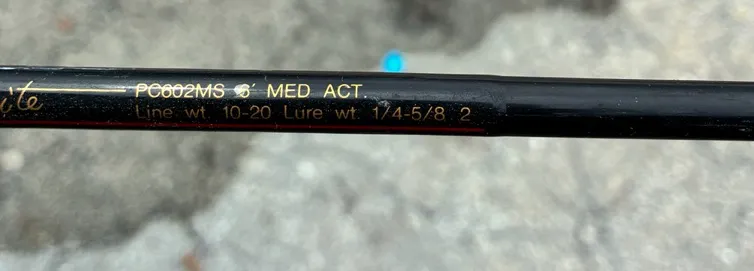 PC602MS 6' MED ACT.
Line wt. 10-20 Lure wt. 1/4-5/8 2